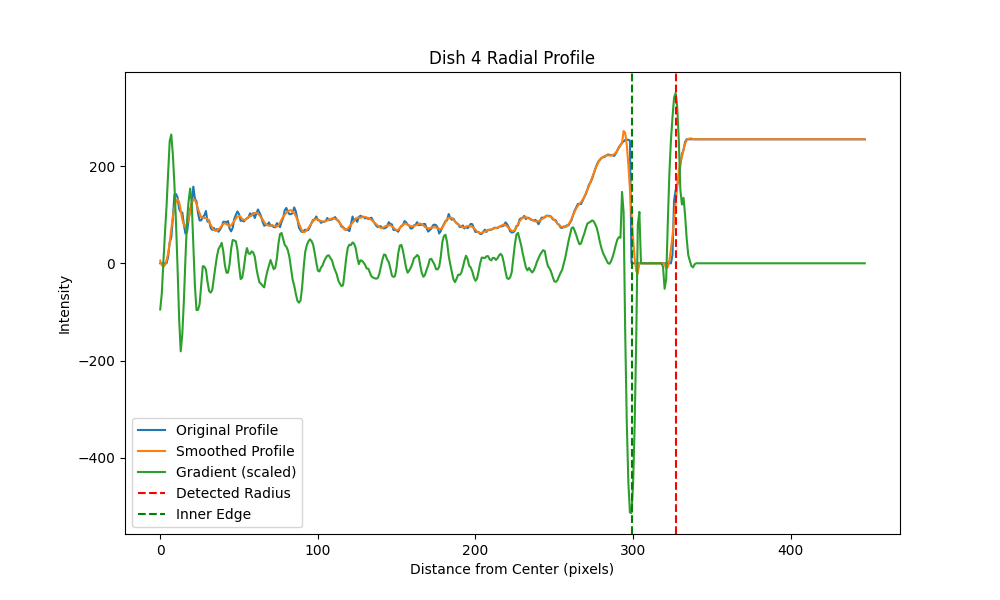 Dish 4 Radial Profile
Intensity
200
0
−200
−400
Original Profile
Smoothed Profile
Gradient (scaled)
Detected Radius
Inner Edge
0 100 200 300 400
Distance from Center (pixels)